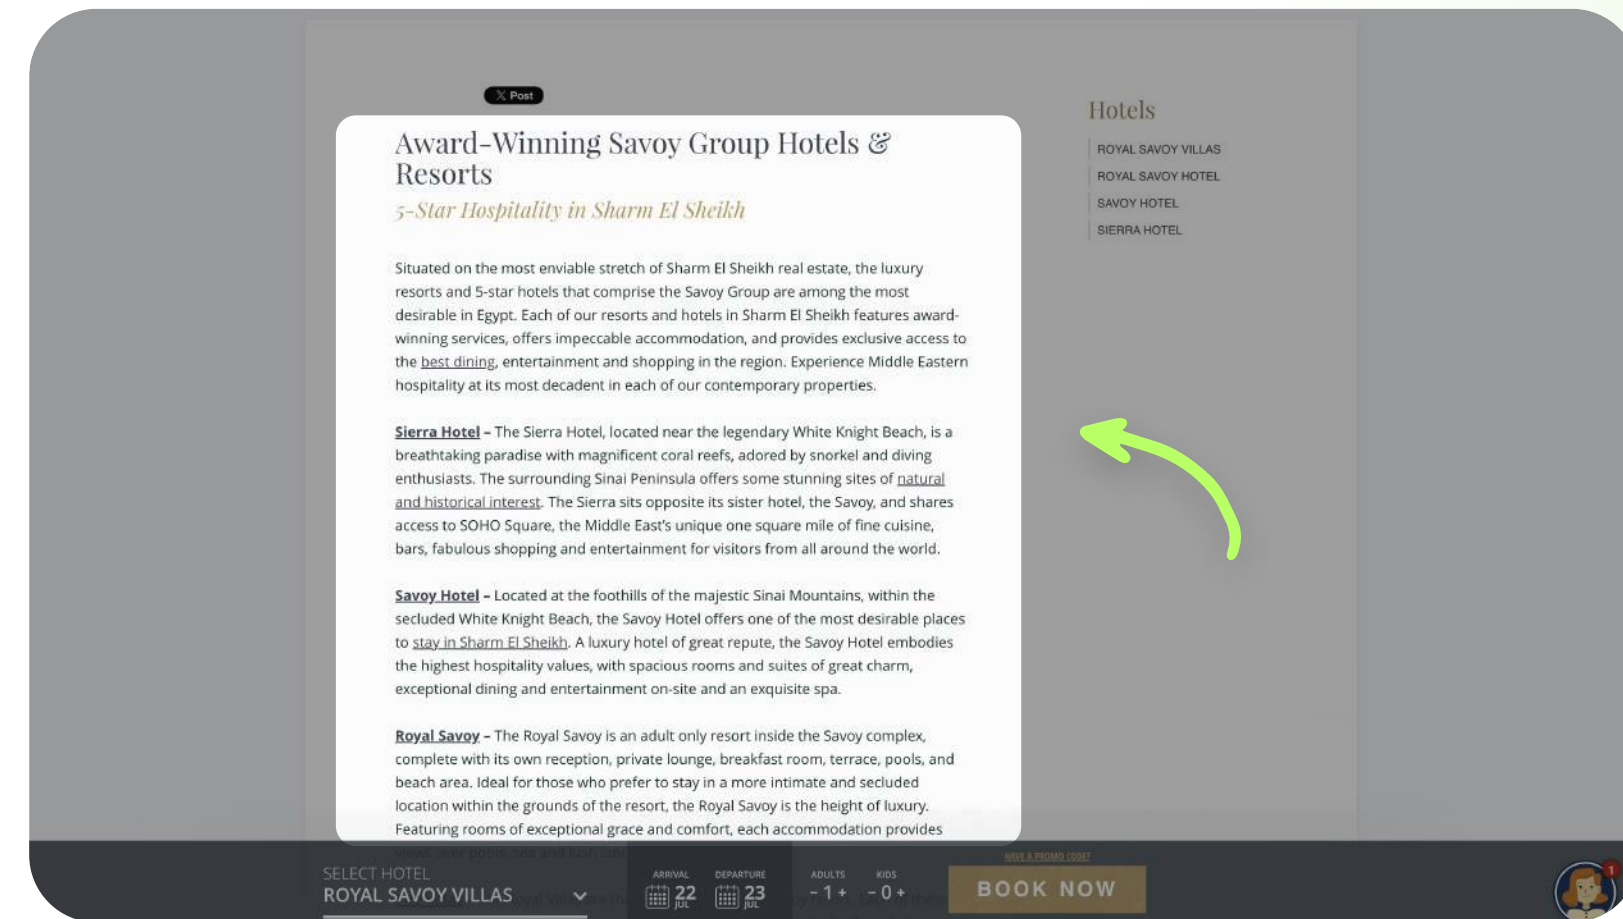 Post
Award-Winning Savoy Group Hotels &
Resorts
5-Star Hospitality in Sharm El Sheikh
Situated on the most enviable stretch of Sharm El Sheikh real estate, the luxury
resorts and 5-star hotels that comprise the Savoy Group are among the most
desirable in Egypt. Each of our resorts and hotels in Sharm El Sheikh features award-
winning services, offers impeccable accommodation, and provides exclusive access to
the best dining, entertainment and shopping in the region. Experience Middle Eastern
hospitality at its most decadent in each of our contemporary properties.
Sierra Hotel – The Sierra Hotel, located near the legendary White Knight Beach, is a
breathtaking paradise with magnificent coral reefs, adored by snorkel and diving
enthusiasts. The surrounding Sinai Peninsula offers some stunning sites of natural
and historical interest. The Sierra sits opposite its sister hotel, the Savoy, and shares
access to SOHO Square, the Middle East's unique one square mile of fine cuisine,
bars, fabulous shopping and entertainment for visitors from all around the world.
Savoy Hotel – Located at the foothills of the majestic Sinai Mountains, within the
secluded White Knight Beach, the Savoy Hotel offers one of the most desirable places
to stay in Sharm El Sheikh. A luxury hotel of great repute, the Savoy Hotel embodies
the highest hospitality values, with spacious rooms and suites of great charm,
exceptional dining and entertainment on-site and an exquisite spa.
Royal Savoy – The Royal Savoy is an adult only resort inside the Savoy complex,
complete with its own reception, private lounge, breakfast room, terrace, pools, and
beach area. Ideal for those who prefer to stay in a more intimate and secluded
location within the grounds of the resort, the Royal Savoy is the height of luxury.
Featuring rooms of exceptional grace and comfort, each accommodation provides
Hotels
ROYAL SAVOY VILLAS
ROYAL SAVOY HOTEL
SAVOY HOTEL
SIERRA HOTEL
SELECT HOTEL
ROYAL SAVOY VILLAS
ARRIVAL
22
JUL
DEPARTURE
23
JUL
ADULTS
- 1 +
KIDS
- 0 +
HAVE A PROMO CODE?
BOOK NOW
1